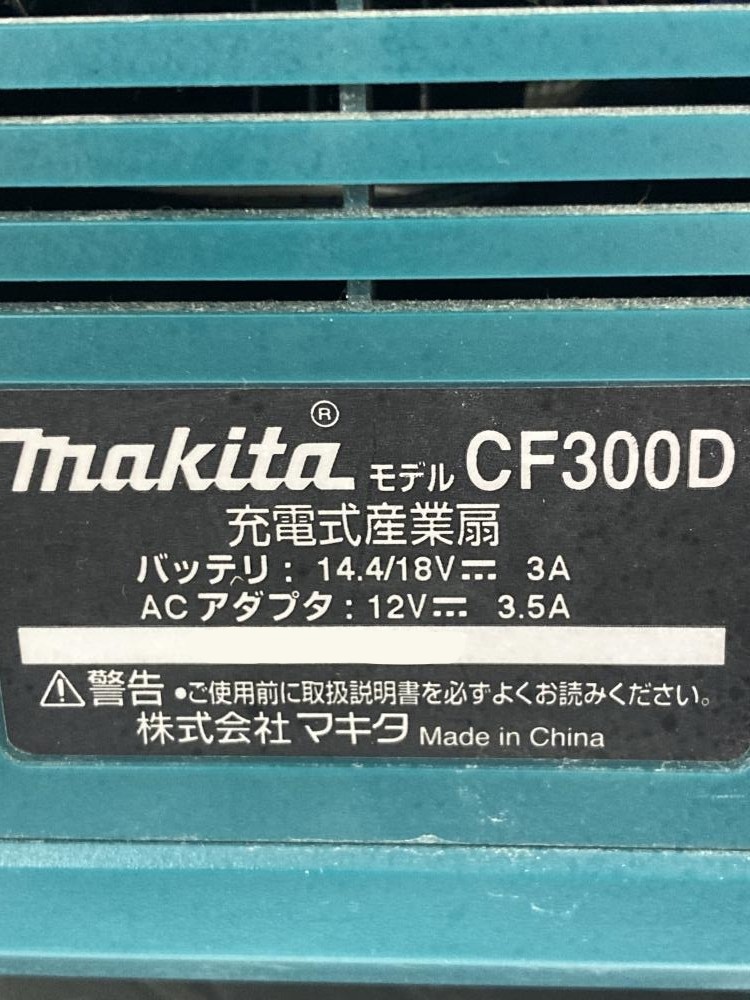 makita® モデル CF300D
充電式産業扇
バッテリ： 14.4/18V⎓ 3A
AC アダプタ：12V⎓ 3.5A
⚠警告 •ご使用前に取扱説明書を必ずよくお読みください。
株式会社マキタ Made in China